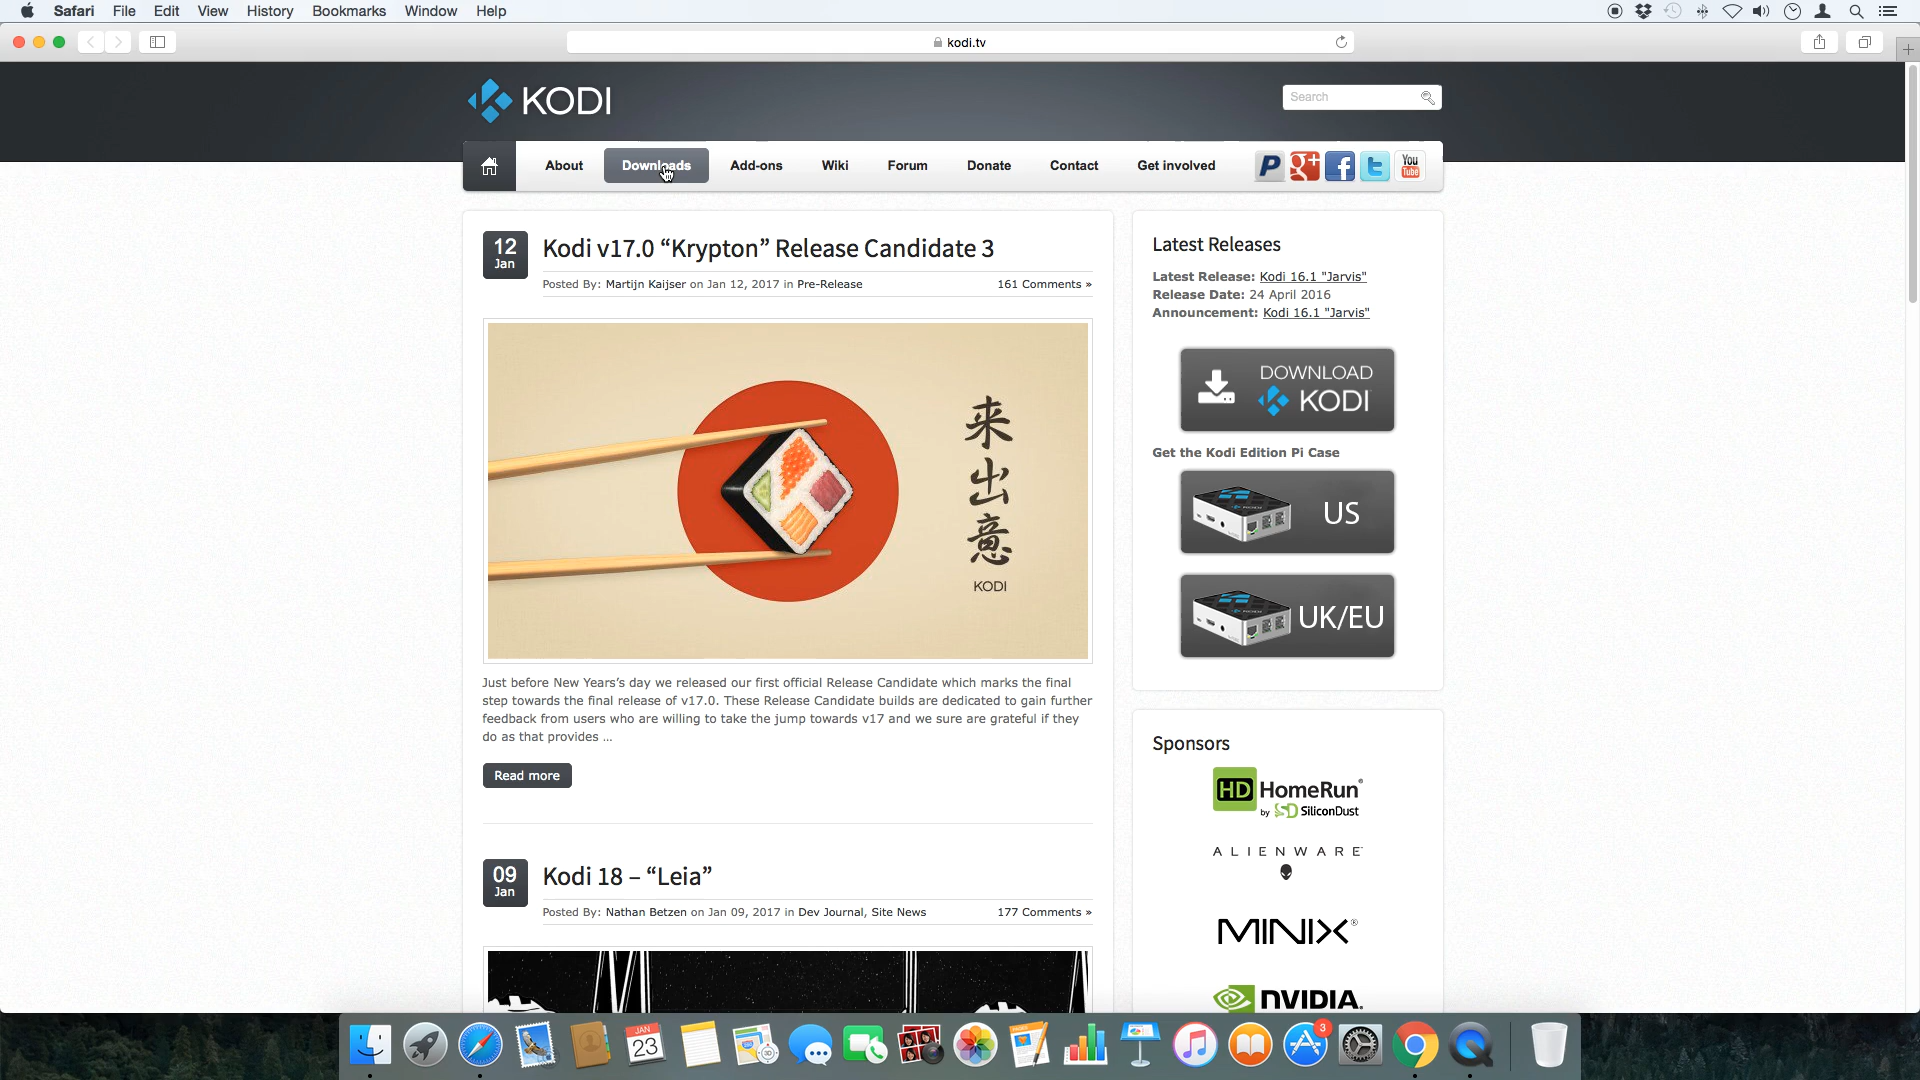 Safari File Edit View History Bookmarks Window Help
kodi.tv
KODI
Search
About Downloads Add-ons Wiki Forum Donate Contact Get involved
You
Tube
12
Jan
Kodi v17.0 “Krypton” Release Candidate 3
Posted By: Martijn Kaijser on Jan 12, 2017 in Pre-Release 161 Comments »
来
出
意
KODI
Just before New Years’s day we released our first official Release Candidate which marks the final
step towards the final release of v17.0. These Release Candidate builds are dedicated to gain further
feedback from users who are willing to take the jump towards v17 and we sure are grateful if they
do as that provides ...
Read more
09
Jan
Kodi 18 – “Leia”
Posted By: Nathan Betzen on Jan 09, 2017 in Dev Journal, Site News 177 Comments »
Latest Releases
Latest Release: Kodi 16.1 "Jarvis"
Release Date: 24 April 2016
Announcement: Kodi 16.1 "Jarvis"
DOWNLOAD
KODI
Get the Kodi Edition Pi Case
US
UK/EU
Sponsors
HD HomeRun®
by SD SiliconDust
ALIENWARE
MINIX®
NVIDIA.
JAN
23
3